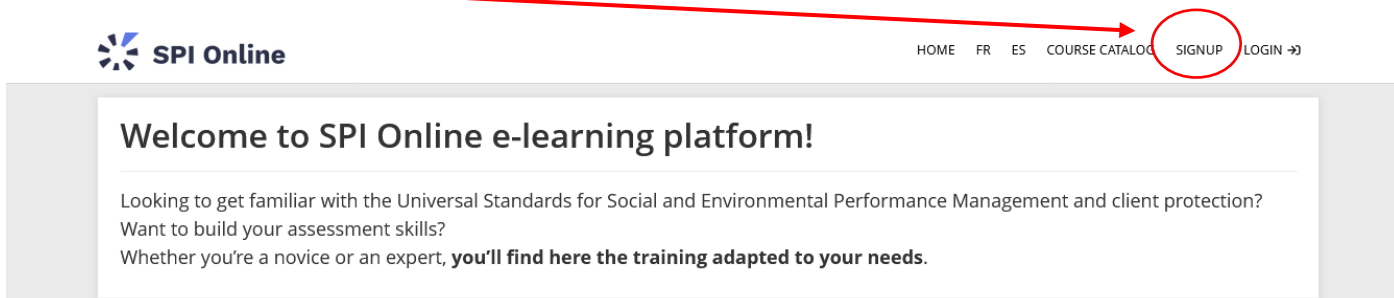 SPI Online
HOME FR ES COURSE CATALOG SIGNUP LOGIN
Welcome to SPI Online e-learning platform!
Looking to get familiar with the Universal Standards for Social and Environmental Performance Management and client protection?
Want to build your assessment skills?
Whether you’re a novice or an expert, you’ll find here the training adapted to your needs.